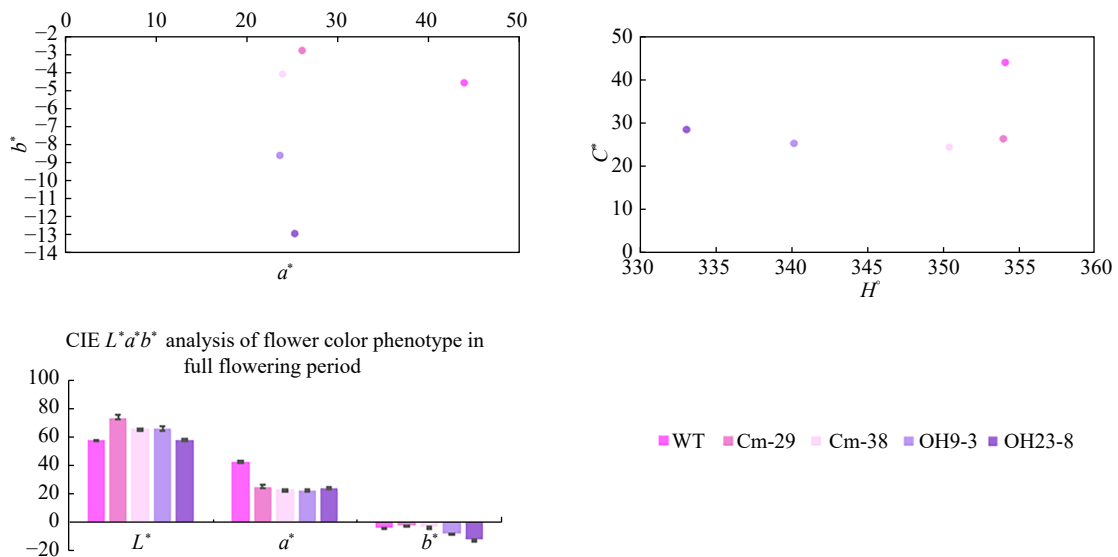 0 10 20 30 40 50
−2
−3
−3
−4
−4
−5
−6
−7
−8
−9
−10
−11
−12
−13
−14
b*
a*
50
40
30
20
10
0
C*
330 335 340 345 350 355 360
H°
CIE L*a*b* analysis of flower color phenotype in
full flowering period
100
80
60
40
20
0
−20
L* a* b*
WT Cm-29 Cm-38 OH9-3 OH23-8